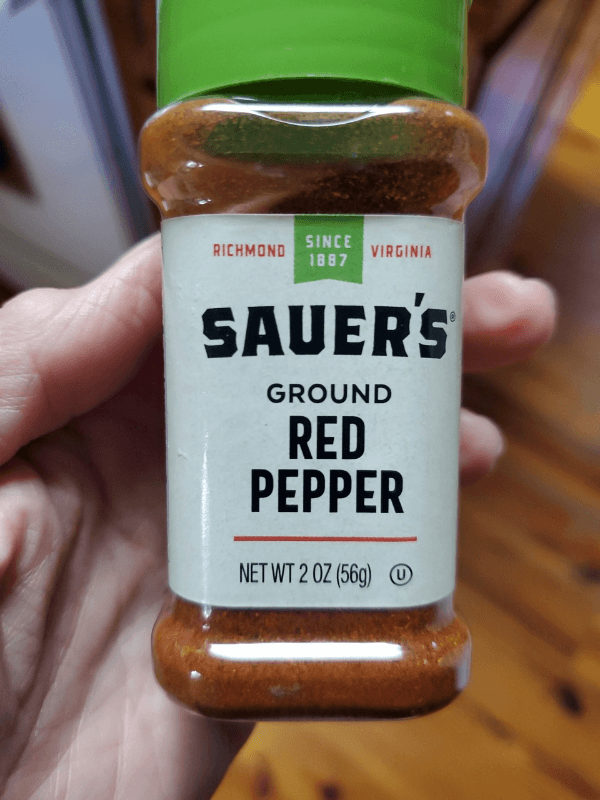 RICHMOND SINCE 1887 VIRGINIA
SAUER'S®
GROUND
RED
PEPPER
NET WT 2 OZ (56g) U